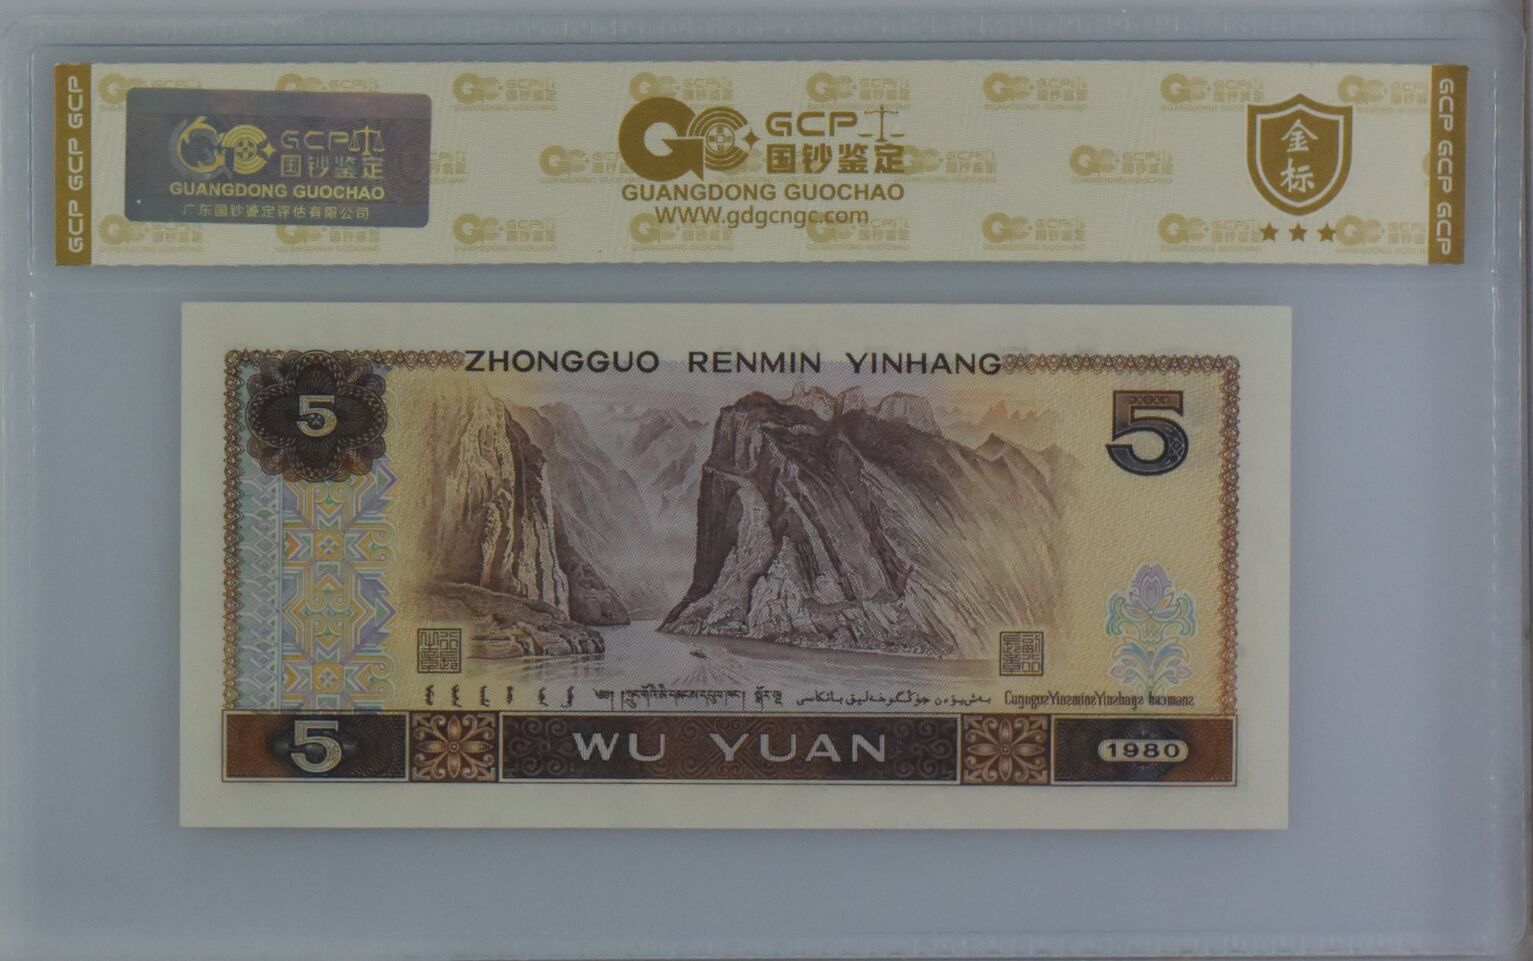 GCP GCP GCP
GCP
国钞鉴定
GUANGDONG GUOCHAO
广东国钞鉴定评估有限公司
GCP
国钞鉴定
GUANGDONG GUOCHAO
WWW.gdgcngc.com
金标
GCP GCP GCP
ZHONGGUO RENMIN YINHANG
5
5
5
WU YUAN
1980